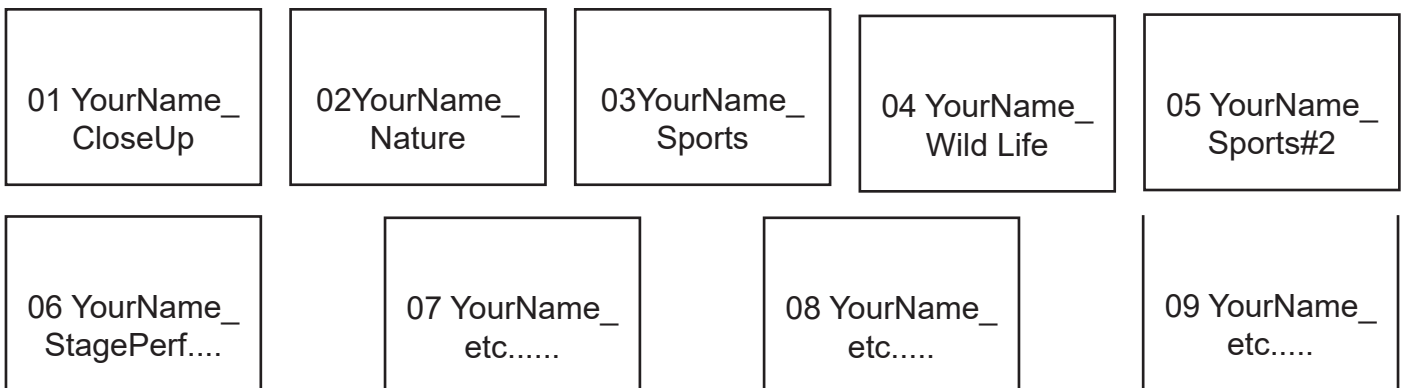 01 YourName_
CloseUp
02YourName_
Nature
03YourName_
Sports
04 YourName_
Wild Life
05 YourName_
Sports#2
06 YourName_
StagePerf....
07 YourName_
etc......
08 YourName_
etc.....
09 YourName_
etc.....